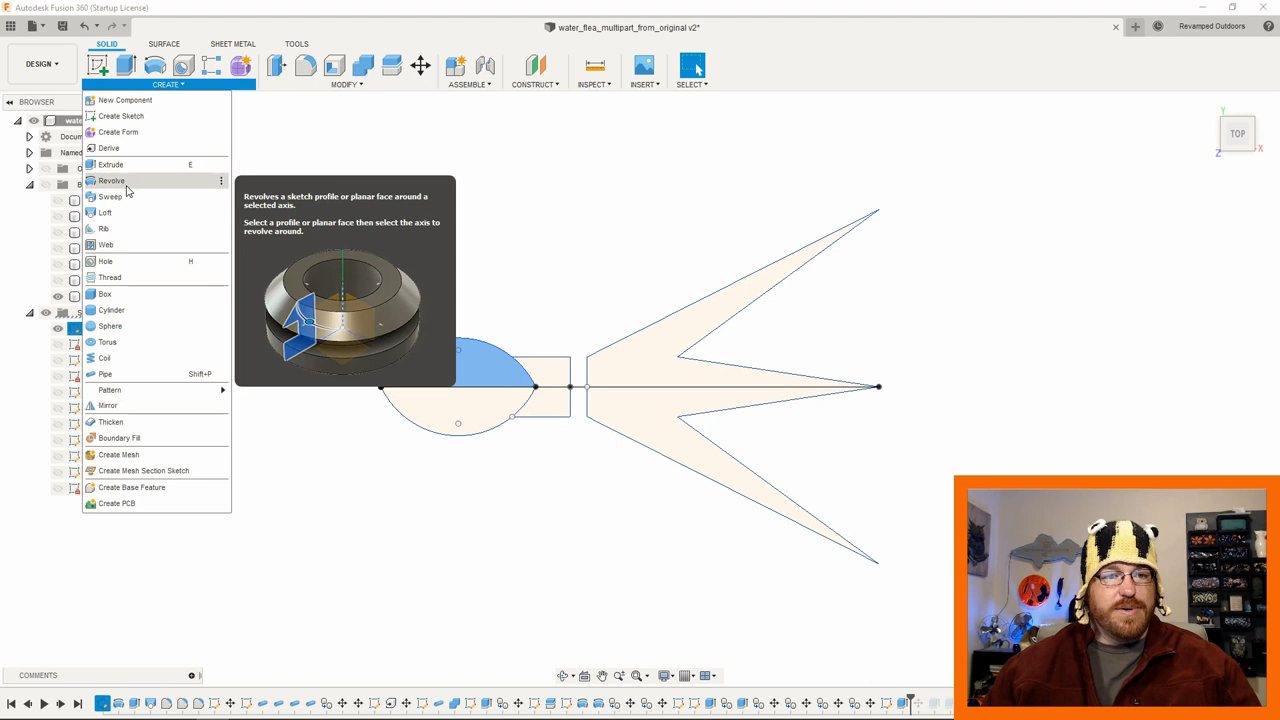 Autodesk Fusion 360 (Startup License)
water_flea_multipart_from_original v2*
Revamped Outdoors
DESIGN
SOLID
SURFACE
SHEET METAL
TOOLS
CREATE
MODIFY
ASSEMBLE
CONSTRUCT
INSPECT
INSERT
SELECT
BROWSER
wate
Docum
Named
New Component
Create Sketch
Create Form
Derive
Extrude E
Revolve
Sweep
Loft
Rib
Web
Hole H
Thread
Box
Cylinder
Sphere
Torus
Coil
Pipe Shift+P
Pattern
Mirror
Thicken
Boundary Fill
Create Mesh
Create Mesh Section Sketch
Create Base Feature
Create PCB
Revolves a sketch profile or planar face around a
selected axis.
Select a profile or planar face then select the axis to
revolve around.
Y
TOP
X
Z
COMMENTS